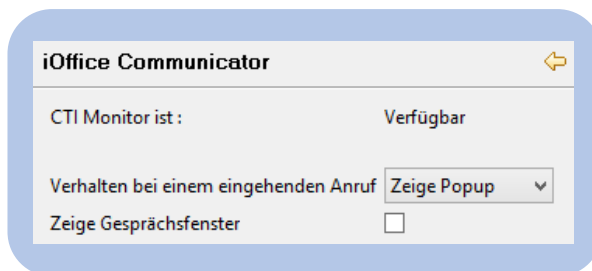 iOffice Communicator
CTI Monitor ist : Verfügbar
Verhalten bei einem eingehenden Anruf Zeige Popup
Zeige Gesprächsfenster